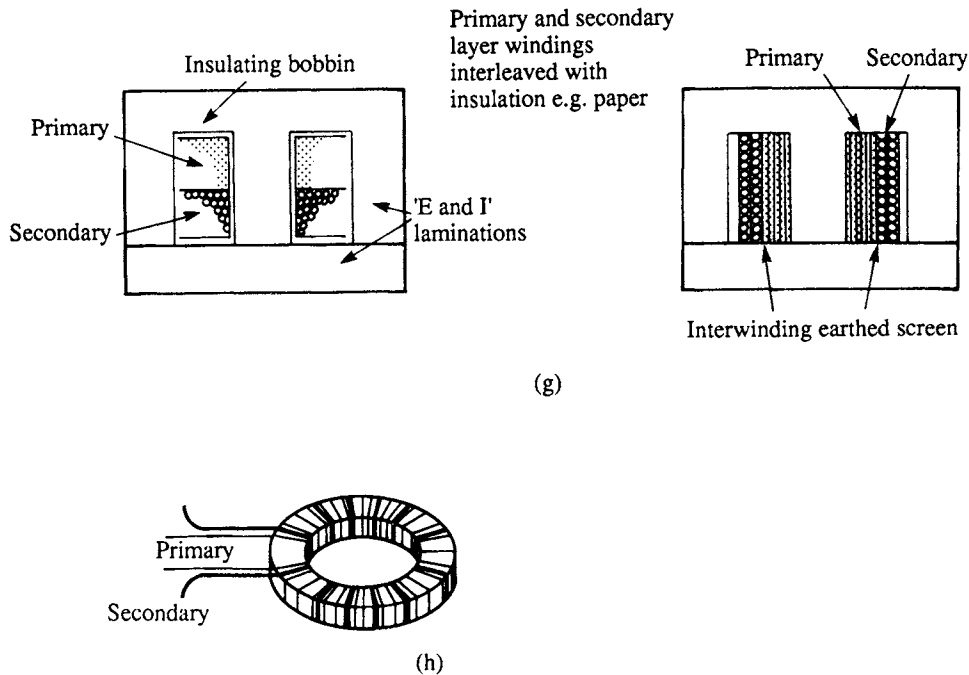 Insulating bobbin
Primary
Secondary
'E and I'
laminations
Primary and secondary
layer windings
interleaved with
insulation e.g. paper
Primary
Secondary
Interwinding earthed screen
(g)
Primary
Secondary
(h)